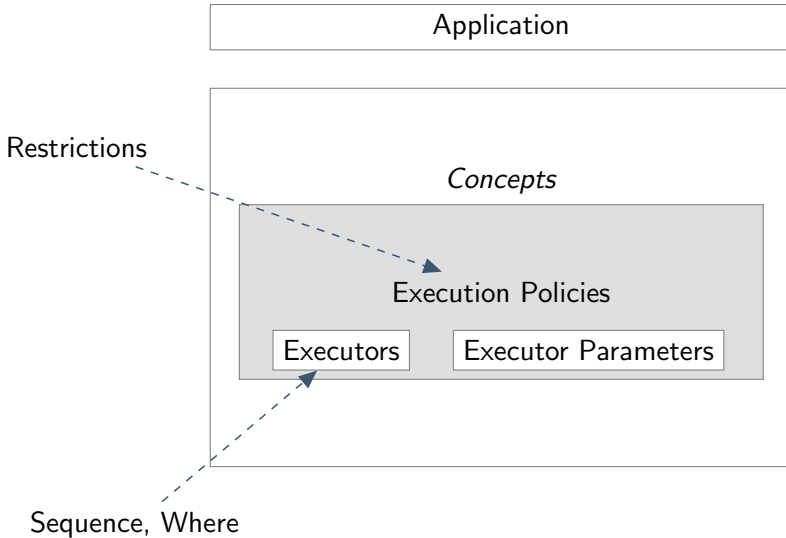 Application
Restrictions
Concepts
Execution Policies
Executors
Executor Parameters
Sequence, Where